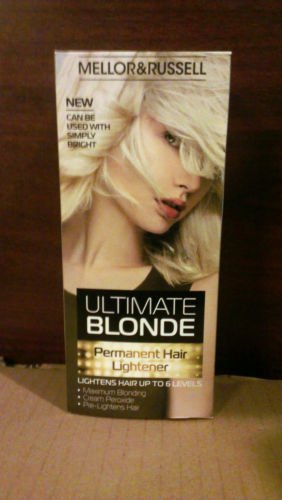 MELLOR&RUSSELL
NEW
CAN BE
USED WITH
SIMPLY
BRIGHT
ULTIMATE
BLONDE
Permanent Hair
Lightener
LIGHTENS HAIR UP TO 6 LEVELS
• Maximum Blonding
• Cream Peroxide
• Pre-Lightens Hair